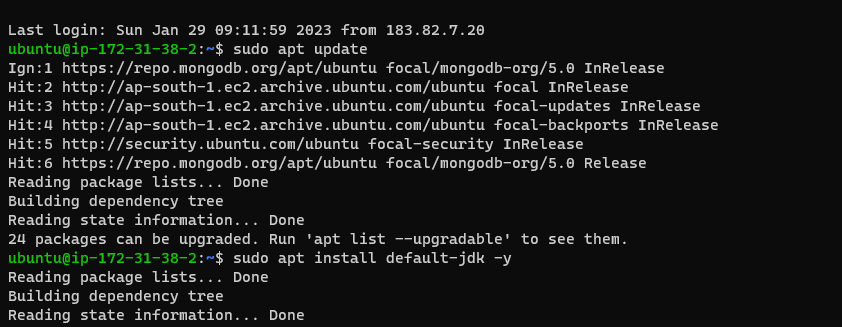 Last login: Sun Jan 29 09:11:59 2023 from 183.82.7.20
ubuntu@ip-172-31-38-2:~$ sudo apt update
Ign:1 https://repo.mongodb.org/apt/ubuntu focal/mongodb-org/5.0 InRelease
Hit:2 http://ap-south-1.ec2.archive.ubuntu.com/ubuntu focal InRelease
Hit:3 http://ap-south-1.ec2.archive.ubuntu.com/ubuntu focal-updates InRelease
Hit:4 http://ap-south-1.ec2.archive.ubuntu.com/ubuntu focal-backports InRelease
Hit:5 http://security.ubuntu.com/ubuntu focal-security InRelease
Hit:6 https://repo.mongodb.org/apt/ubuntu focal/mongodb-org/5.0 Release
Reading package lists... Done
Building dependency tree
Reading state information... Done
24 packages can be upgraded. Run 'apt list --upgradable' to see them.
ubuntu@ip-172-31-38-2:~$ sudo apt install default-jdk -y
Reading package lists... Done
Building dependency tree
Reading state information... Done